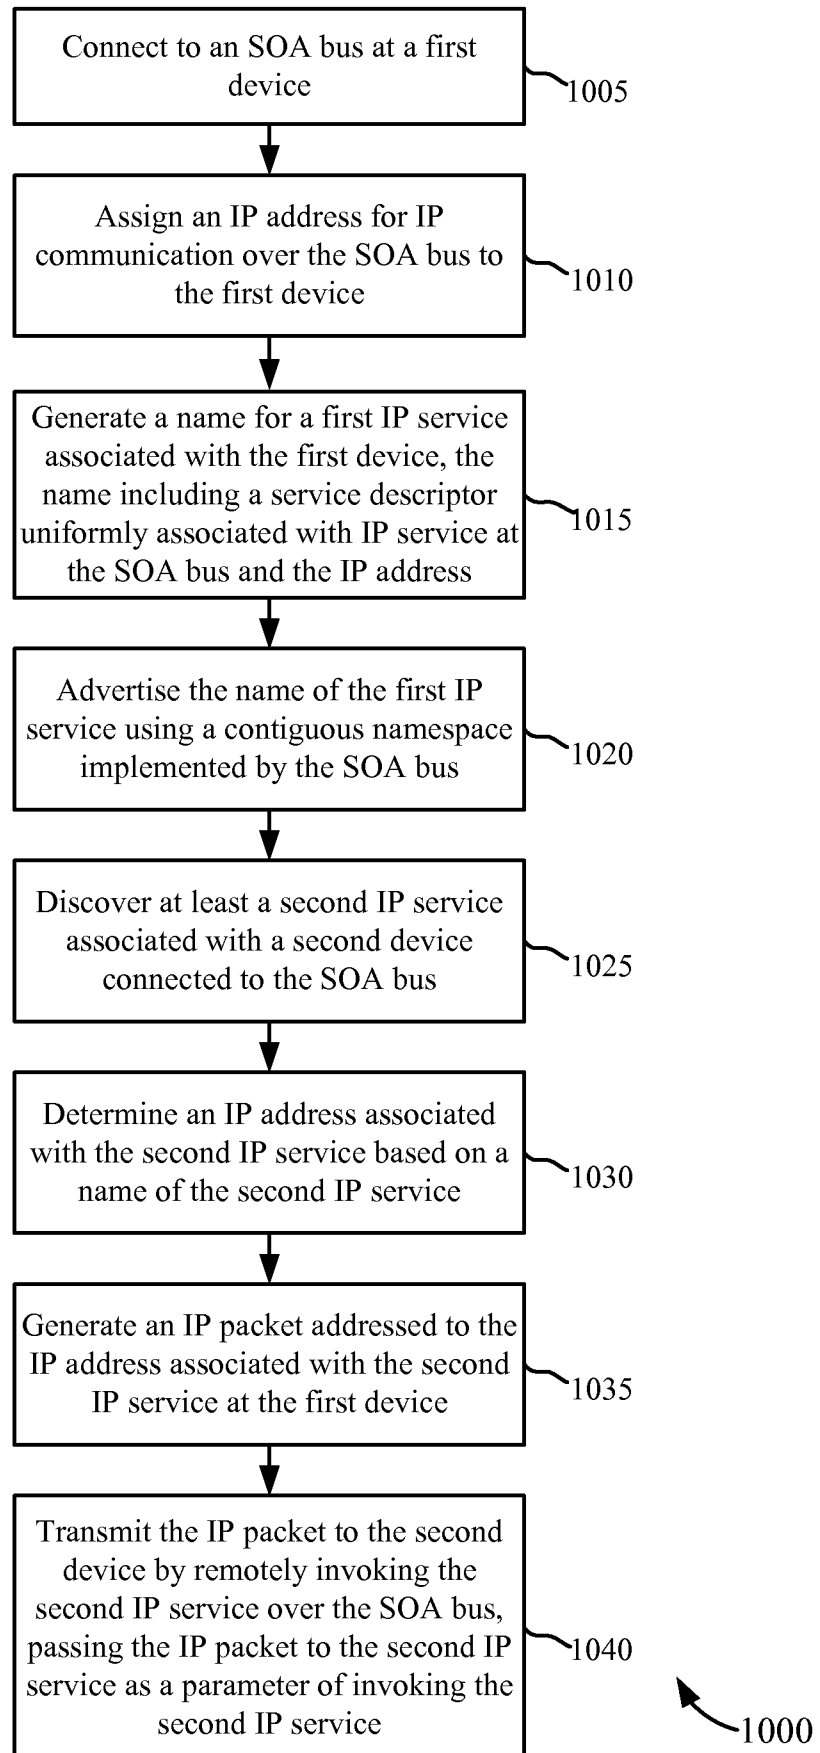 Connect to an SOA bus at a first
device
1005
Assign an IP address for IP
communication over the SOA bus to
the first device
1010
Generate a name for a first IP service
associated with the first device, the
name including a service descriptor
uniformly associated with IP service at
the SOA bus and the IP address
1015
Advertise the name of the first IP
service using a contiguous namespace
implemented by the SOA bus
1020
Discover at least a second IP service
associated with a second device
connected to the SOA bus
1025
Determine an IP address associated
with the second IP service based on a
name of the second IP service
1030
Generate an IP packet addressed to the
IP address associated with the second
IP service at the first device
1035
Transmit the IP packet to the second
device by remotely invoking the
second IP service over the SOA bus,
passing the IP packet to the second IP
service as a parameter of invoking the
second IP service
1040
1000